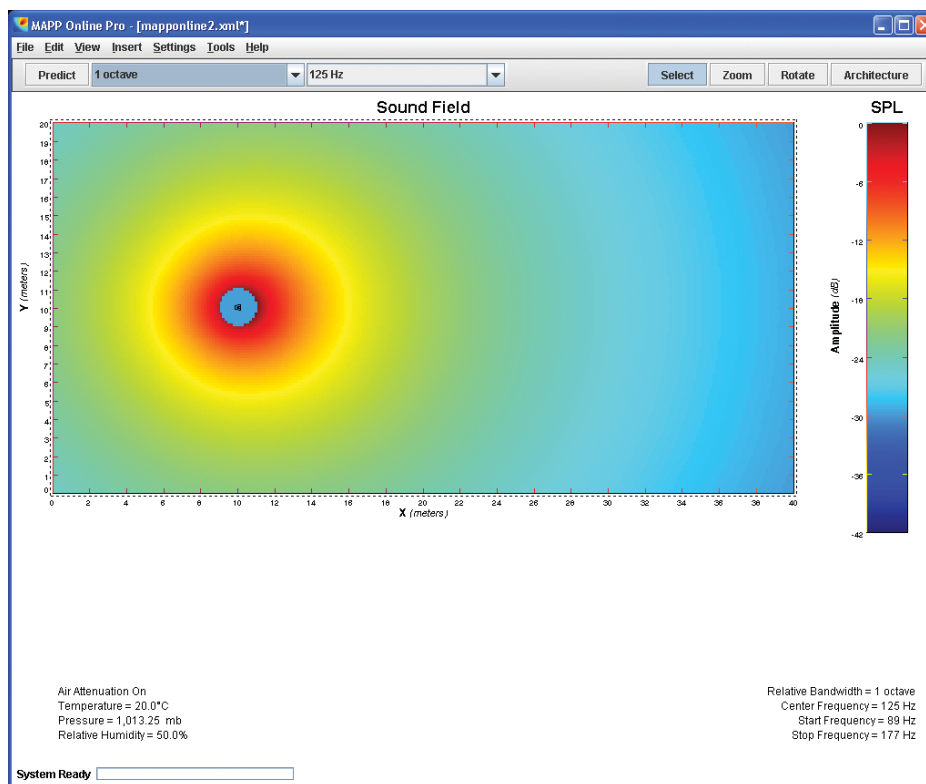 MAPP Online Pro - [mapponline2.xml*]
File Edit View Insert Settings Tools Help
Predict 1 octave 125 Hz Select Zoom Rotate Architecture
Sound Field
SPL
20
19
18
17
16
15
14
13
12
11
10
9
8
7
6
5
4
3
2
1
0
Y (meters)
0 2 4 6 8 10 12 14 16 18 20 22 24 26 28 30 32 34 36 38 40
X (meters)
0
-6
-12
-18
-24
-30
-36
-42
Amplitude (dB)
Air Attenuation On
Temperature = 20.0°C
Pressure = 1,013.25 mb
Relative Humidity = 50.0%
Relative Bandwidth = 1 octave
Center Frequency = 125 Hz
Start Frequency = 89 Hz
Stop Frequency = 177 Hz
System Ready